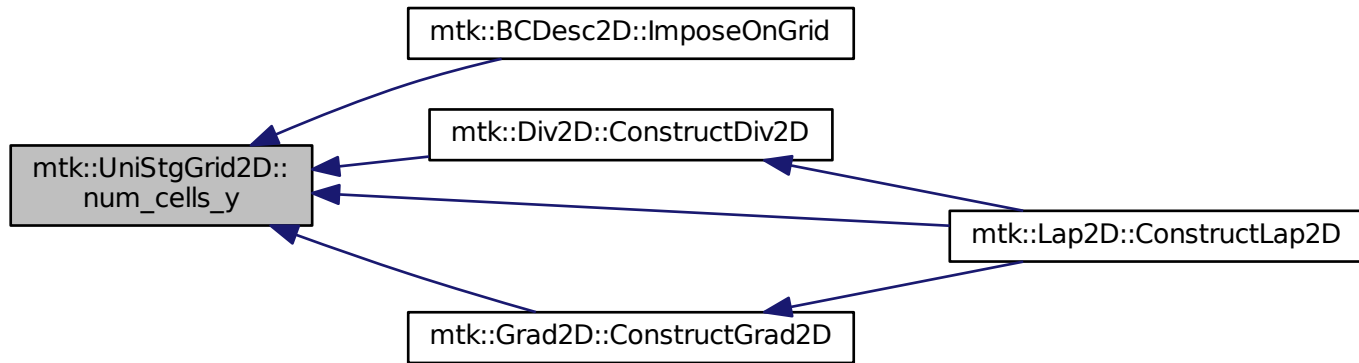 mtk::BCDesc2D::ImposeOnGrid
mtk::Div2D::ConstructDiv2D
mtk::UniStgGrid2D::
num_cells_y
mtk::Lap2D::ConstructLap2D
mtk::Grad2D::ConstructGrad2D